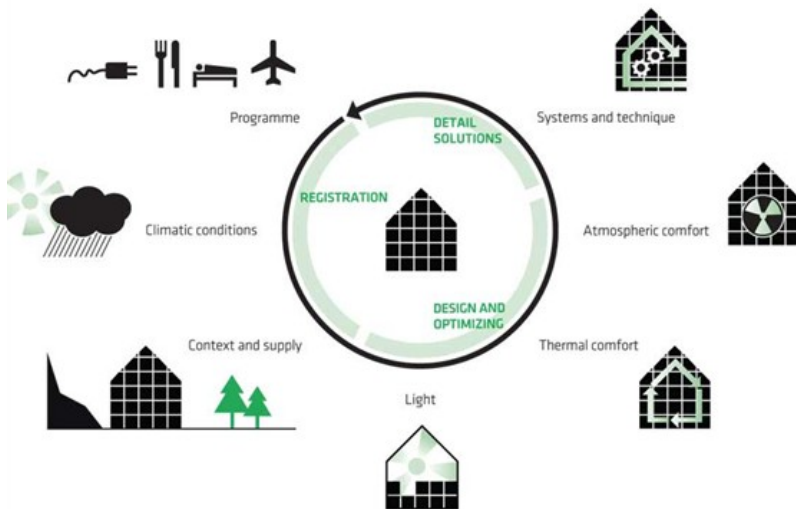 Programme
DETAIL
SOLUTIONS
Systems and technique
REGISTRATION
Climatic conditions
Atmospheric comfort
DESIGN AND
OPTIMIZING
Context and supply
Thermal comfort
Light